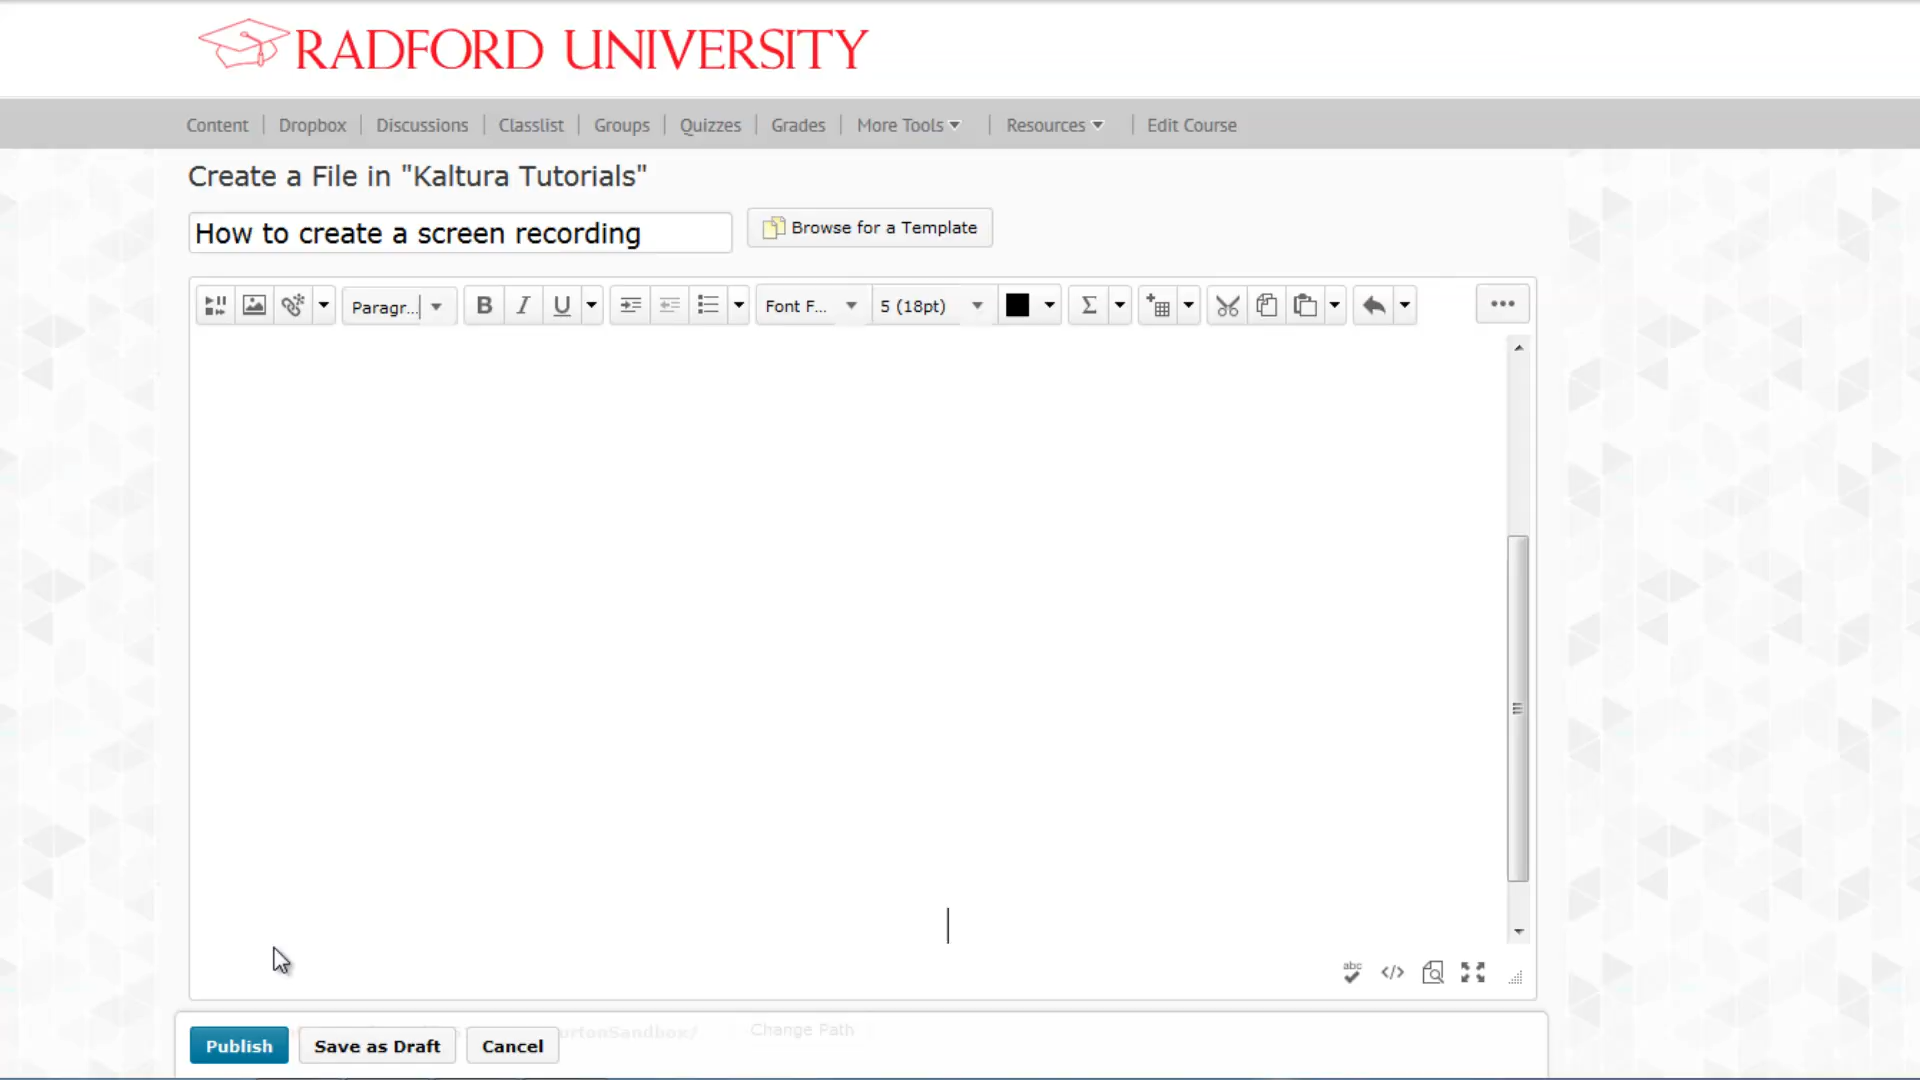 RADFORD UNIVERSITY
Content | Dropbox | Discussions | Classlist | Groups | Quizzes | Grades | More Tools | Resources | Edit Course
Create a File in "Kaltura Tutorials"
How to create a screen recording
Browse for a Template
Paragr... B I U Font F... 5 (18pt) Σ ...
abc </>
urtonSandbox/ Change Path
Publish Save as Draft Cancel